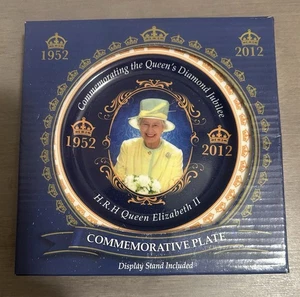 1952
2012
Commemorating the Queen's Diamond Jubilee
1952
2012
H.R.H Queen Elizabeth II
COMMEMORATIVE PLATE
Display Stand Included